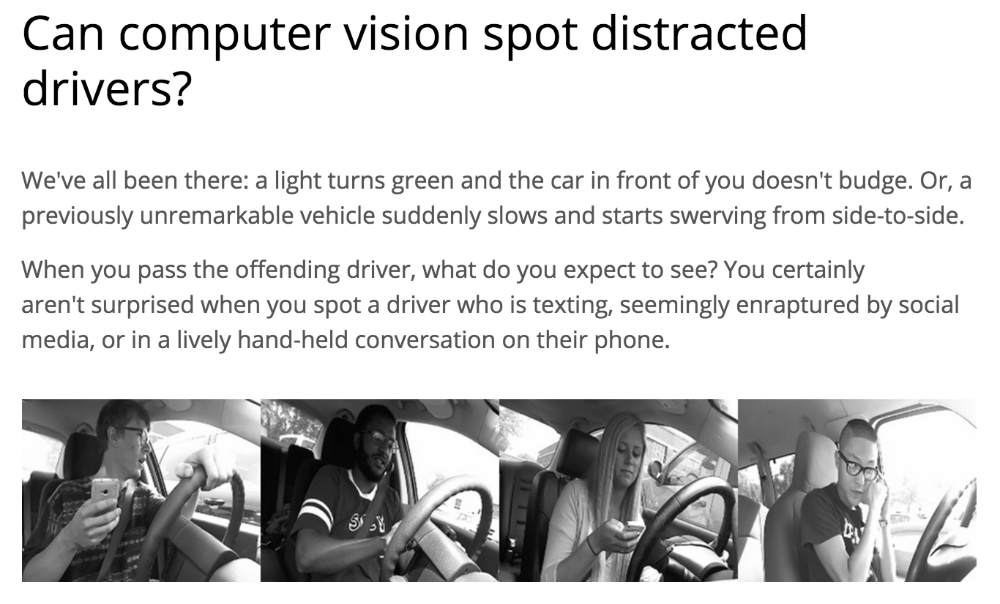 Can computer vision spot distracted
drivers?
We've all been there: a light turns green and the car in front of you doesn't budge. Or, a
previously unremarkable vehicle suddenly slows and starts swerving from side-to-side.
When you pass the offending driver, what do you expect to see? You certainly
aren't surprised when you spot a driver who is texting, seemingly enraptured by social
media, or in a lively hand-held conversation on their phone.